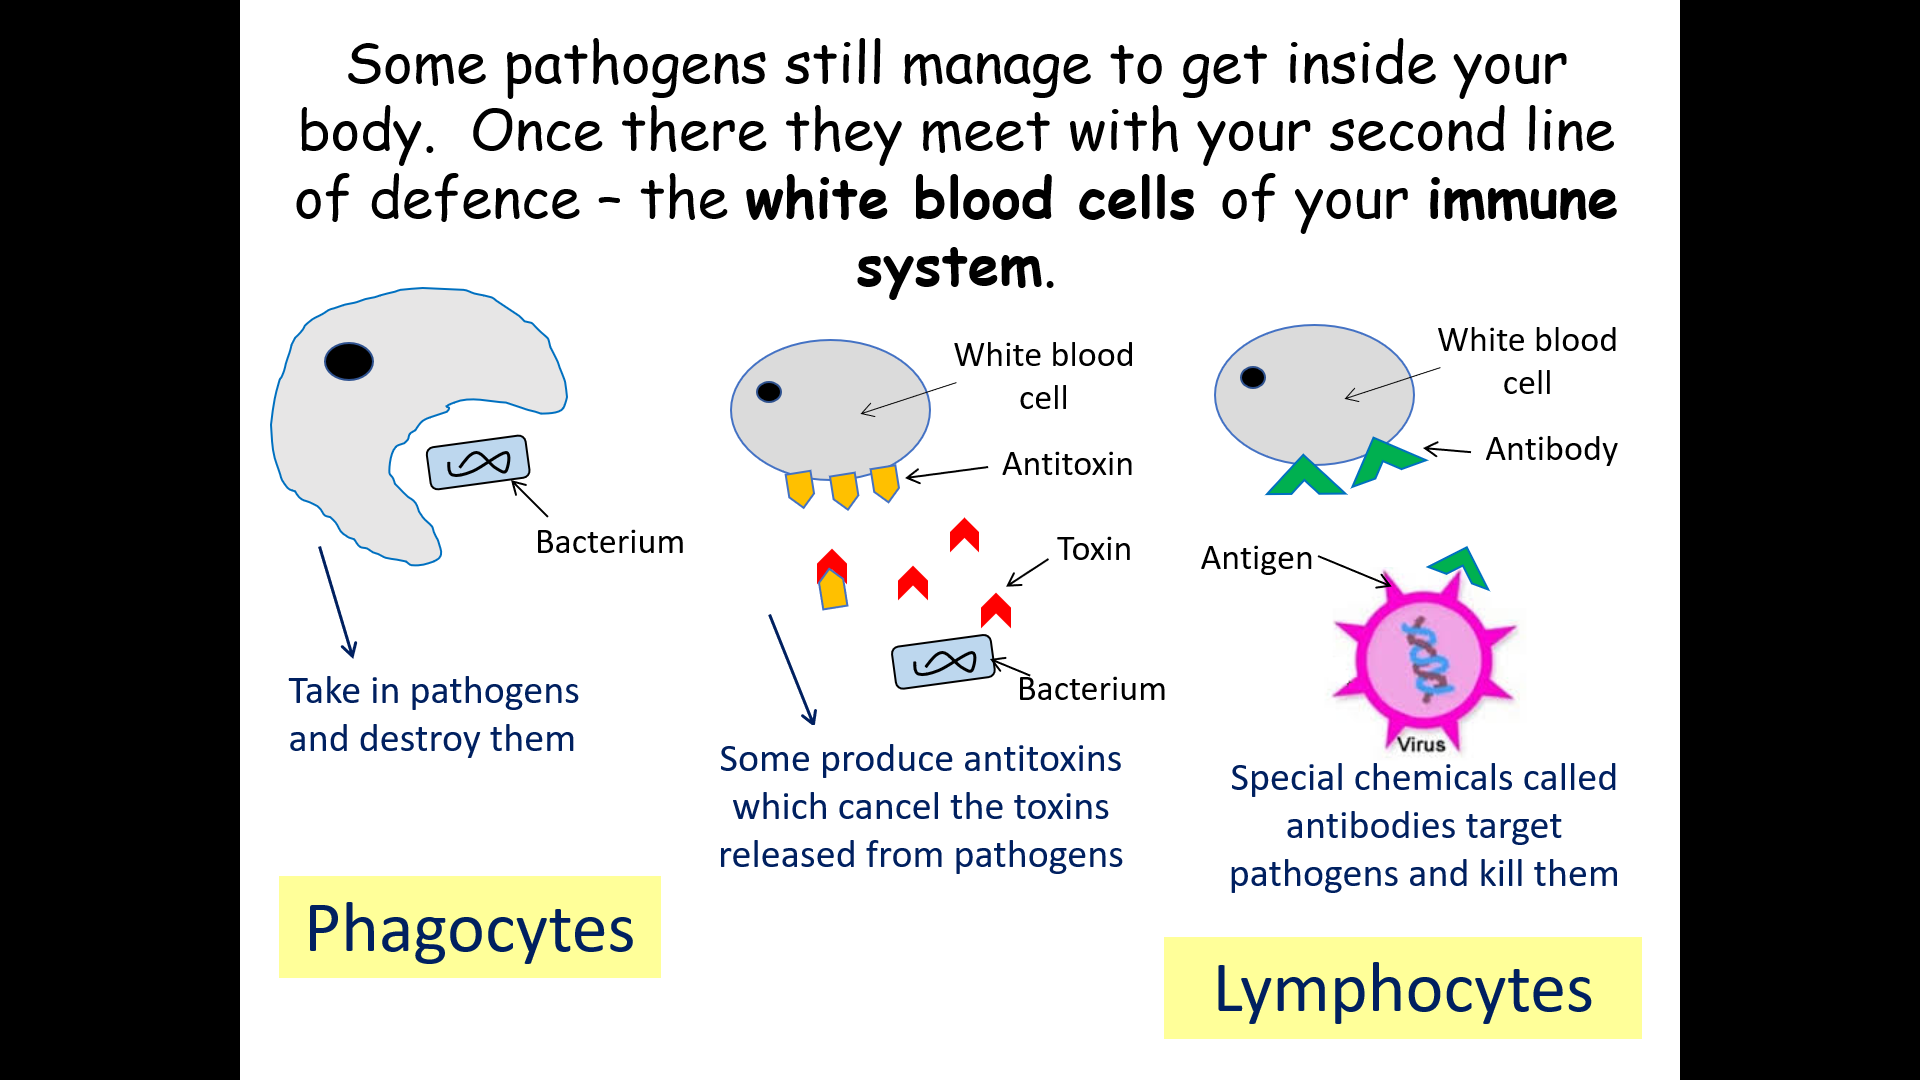 Some pathogens still manage to get inside your
body. Once there they meet with your second line
of defence – the white blood cells of your immune
system.
Bacterium
Take in pathogens
and destroy them
Phagocytes
White blood
cell
Antitoxin
Toxin
Bacterium
Some produce antitoxins
which cancel the toxins
released from pathogens
White blood
cell
Antibody
Antigen
Virus
Special chemicals called
antibodies target
pathogens and kill them
Lymphocytes